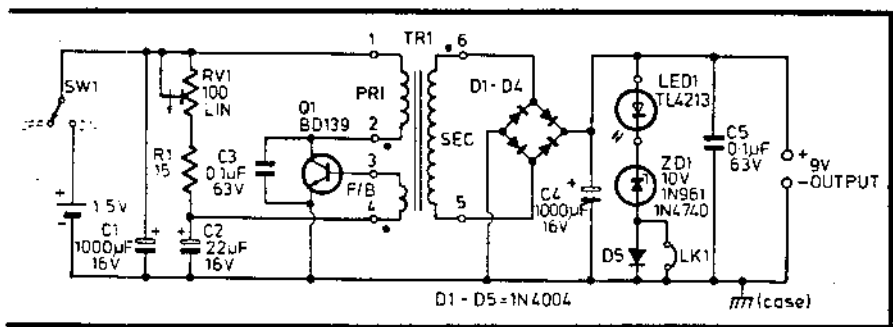 SW1
1·5V
C1
1000µF
16V
RV1
100
LIN
R1
15
C2
22µF
16V
C3
0·1µF
63V
Q1
BD139
1
TR1
6
PRI
2
3
F/B
4
SEC
5
D1-D4
C4
1000µF
16V
LED1
TL4213
ZD1
10V
1N961
1N4740
D5
LK1
C5
0·1µF
63V
+
9V
-OUTPUT
(case)
D1 - D5 = 1N4004